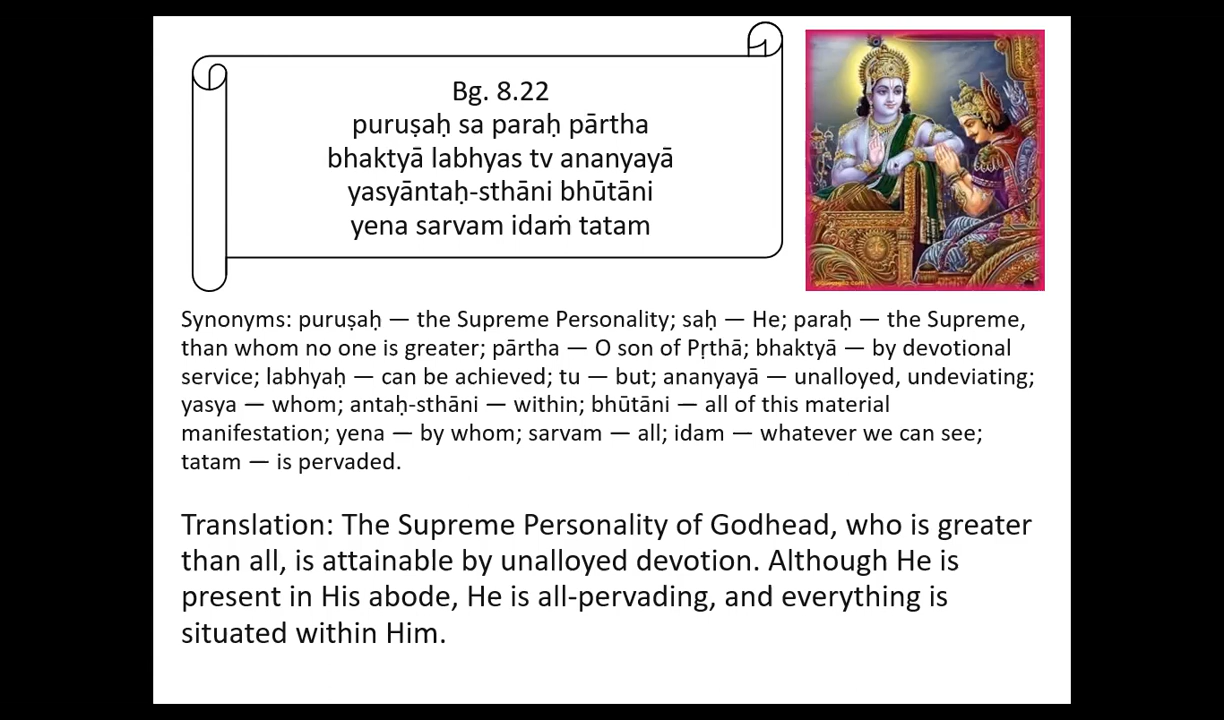 Bg. 8.22
puruṣaḥ sa paraḥ pārtha
bhaktyā labhyas tv ananyayā
yasyāntaḥ-sthāni bhūtāni
yena sarvam idaṁ tatam
Synonyms: puruṣaḥ — the Supreme Personality; saḥ — He; paraḥ — the Supreme,
than whom no one is greater; pārtha — O son of Pṛthā; bhaktyā — by devotional
service; labhyaḥ — can be achieved; tu — but; ananyayā — unalloyed, undeviating;
yasya — whom; antaḥ-sthāni — within; bhūtāni — all of this material
manifestation; yena — by whom; sarvam — all; idam — whatever we can see;
tatam — is pervaded.
Translation: The Supreme Personality of Godhead, who is greater
than all, is attainable by unalloyed devotion. Although He is
present in His abode, He is all-pervading, and everything is
situated within Him.